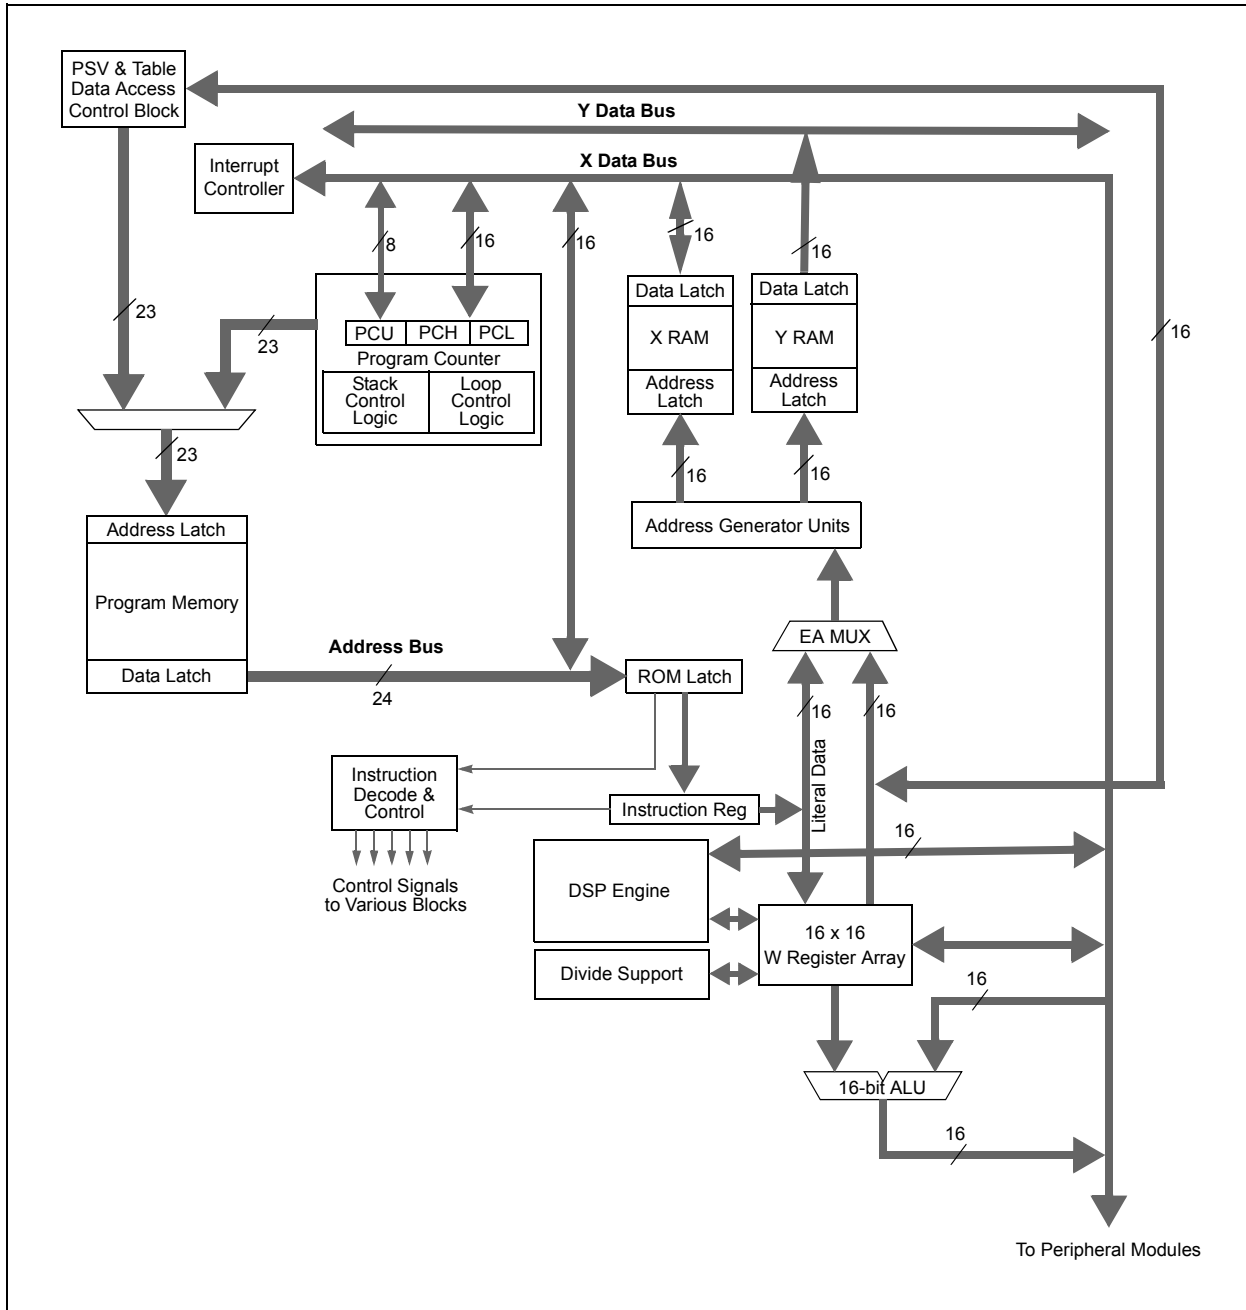 PSV & Table
Data Access
Control Block
Y Data Bus
X Data Bus
Interrupt
Controller
8
16
16
16
16
23
23
16
PCU
PCH
PCL
Program Counter
Stack
Control
Logic
Loop
Control
Logic
Data Latch
X RAM
Address
Latch
Data Latch
Y RAM
Address
Latch
23
16
16
Address Generator Units
Address Latch
Program Memory
Data Latch
Address Bus
24
ROM Latch
EA MUX
16
16
Literal Data
Instruction
Decode &
Control
Instruction Reg
Control Signals
to Various Blocks
16
DSP Engine
16 x 16
W Register Array
Divide Support
16
16-bit ALU
16
To Peripheral Modules